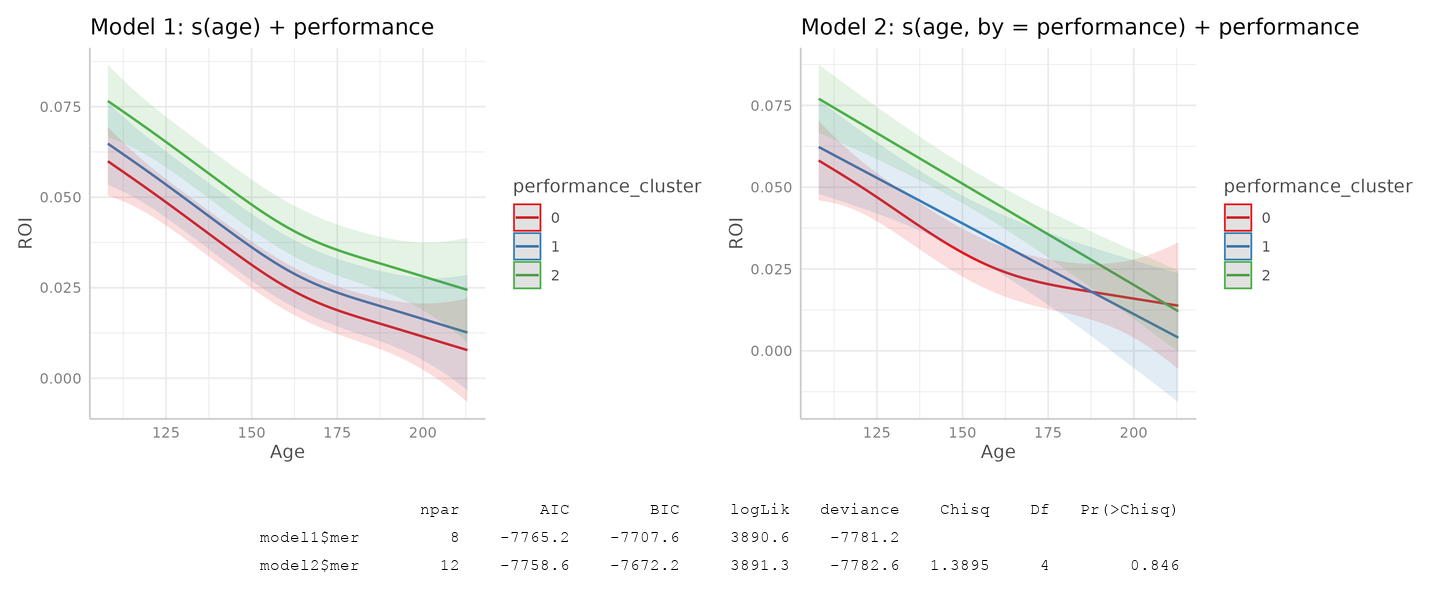 Model 1: s(age) + performance
0.075
0.050
0.025
0.000
ROI
125 150 175 200
Age
performance_cluster
0
1
2
Model 2: s(age, by = performance) + performance
0.075
0.050
0.025
0.000
ROI
125 150 175 200
Age
performance_cluster
0
1
2
npar AIC BIC logLik deviance Chisq Df Pr(>Chisq)
model1$mer 8 -7765.2 -7707.6 3890.6 -7781.2
model2$mer 12 -7758.6 -7672.2 3891.3 -7782.6 1.3895 4 0.846